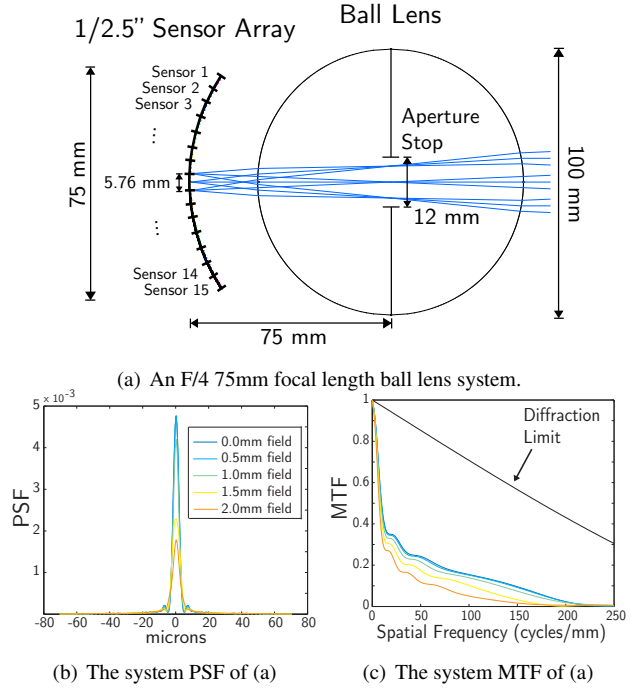 1/2.5" Sensor Array
Ball Lens
Sensor 1
Sensor 2
Sensor 3
...
75 mm
5.76 mm
...
Sensor 14
Sensor 15
Aperture
Stop
12 mm
100 mm
75 mm
(a) An F/4 75mm focal length ball lens system.
× 10⁻³
5
4
3
2
1
PSF
0.0mm field
0.5mm field
1.0mm field
1.5mm field
2.0mm field
-80 -60 -40 -20 0 20 40 60 80
microns
(b) The system PSF of (a)
1
0.8
0.6
0.4
0.2
0
MTF
Diffraction
Limit
0 50 100 150 200 250
Spatial Frequency (cycles/mm)
(c) The system MTF of (a)